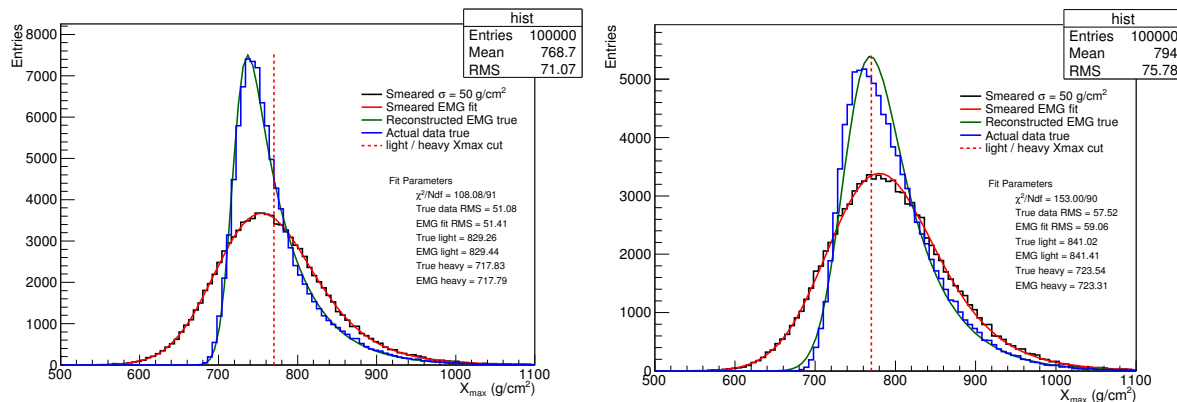 hist
Entries 100000
Mean 768.7
RMS 71.07
Entries
8000
7000
6000
5000
4000
3000
2000
1000
0
Smeared σ = 50 g/cm²
Smeared EMG fit
Reconstructed EMG true
Actual data true
light / heavy Xmax cut
Fit Parameters
χ²/Ndf = 108.08/91
True data RMS = 51.08
EMG fit RMS = 51.41
True light = 829.26
EMG light = 829.44
True heavy = 717.83
EMG heavy = 717.79
500 600 700 800 900 1000 1100
Xmax (g/cm²)
hist
Entries 100000
Mean 794
RMS 75.78
Entries
5000
4000
3000
2000
1000
0
Smeared σ = 50 g/cm²
Smeared EMG fit
Reconstructed EMG true
Actual data true
light / heavy Xmax cut
Fit Parameters
χ²/Ndf = 153.00/90
True data RMS = 57.52
EMG fit RMS = 59.06
True light = 841.02
EMG light = 841.41
True heavy = 723.54
EMG heavy = 723.31
500 600 700 800 900 1000 1100
Xmax (g/cm²)